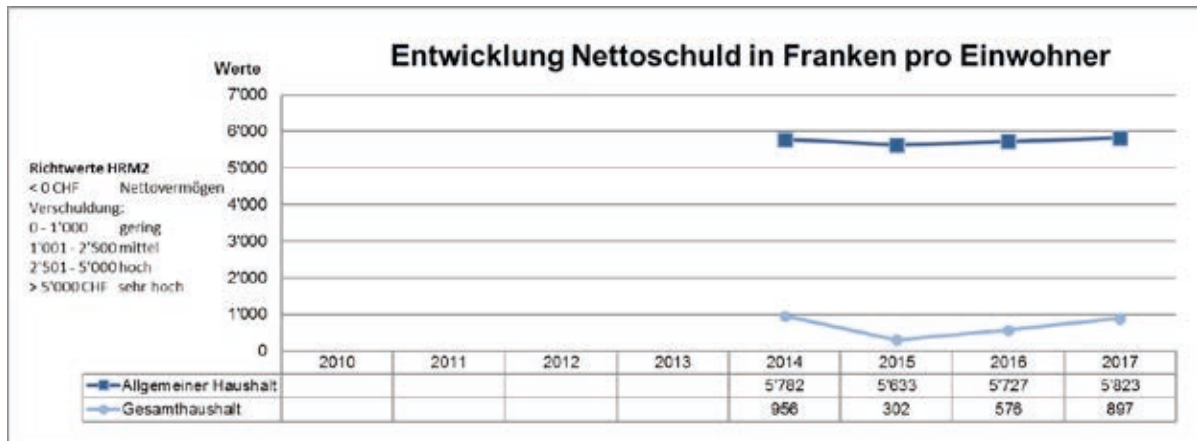 Entwicklung Nettoschuld in Franken pro Einwohner
Werte
7'000
6'000
5'000
4'000
3'000
2'000
1'000
0
Richtwerte HRM2
< 0 CHF Nettovermögen
Verschuldung:
0 - 1'000 gering
1'001 - 2'500 mittel
2'501 - 5'000 hoch
> 5'000 CHF sehr hoch
2010 2011 2012 2013 2014 2015 2016 2017
Allgemeiner Haushalt 5'782 5'633 5'727 5'823
Gesamthaushalt 956 302 576 897